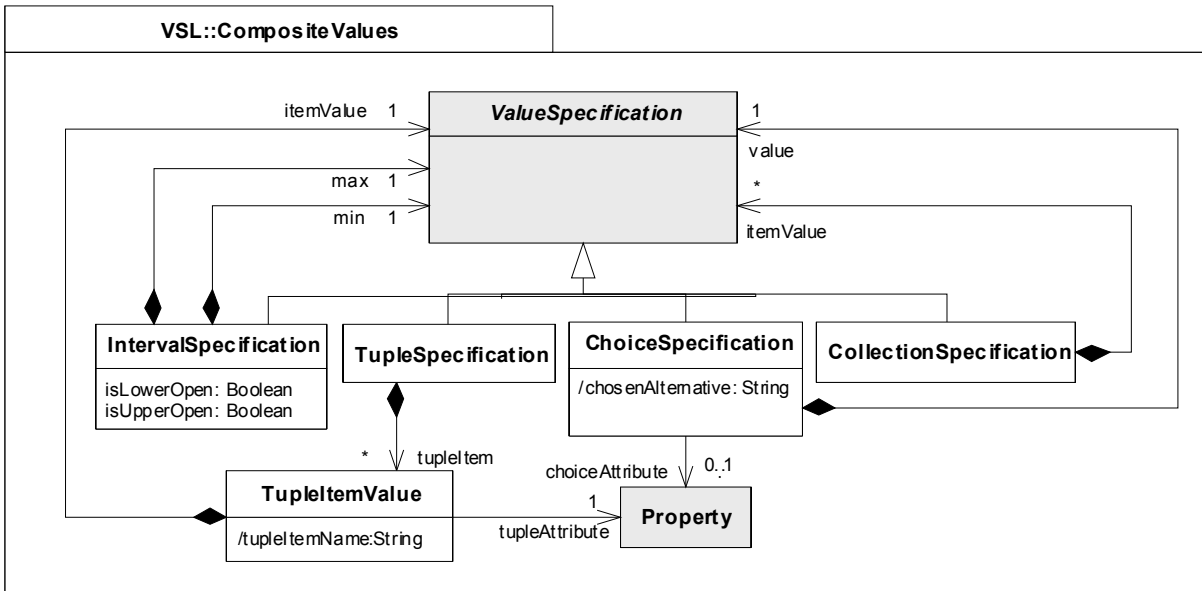 VSL::CompositeValues
itemValue 1
ValueSpecification
1
value
max 1
*
min 1
itemValue
IntervalSpecification
isLowerOpen: Boolean
isUpperOpen: Boolean
TupleSpecification
ChoiceSpecification
/chosenAlternative: String
CollectionSpecification
* tupleItem
choiceAttribute 0..1
TupleItemValue
/tupleItemName:String
1
tupleAttribute
Property